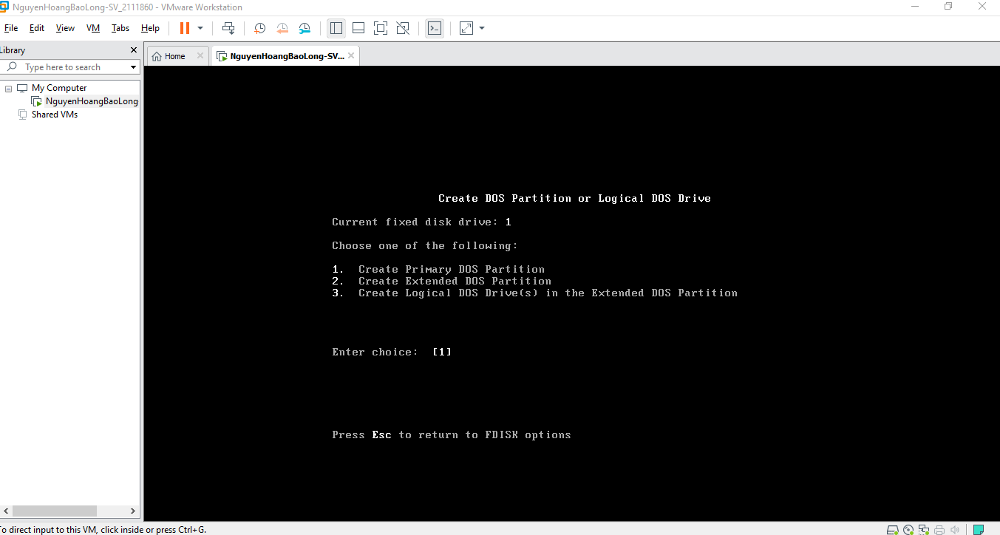 NguyenHoangBaoLong-SV_2111860 - VMware Workstation
File Edit View VM Tabs Help
Library
Type here to search
Home
NguyenHoangBaoLong-SV...
My Computer
NguyenHoangBaoLong
Shared VMs
Create DOS Partition or Logical DOS Drive
Current fixed disk drive: 1
Choose one of the following:
1. Create Primary DOS Partition
2. Create Extended DOS Partition
3. Create Logical DOS Drive(s) in the Extended DOS Partition
Enter choice: [1]
Press Esc to return to FDISK options
To direct input to this VM, click inside or press Ctrl+G.